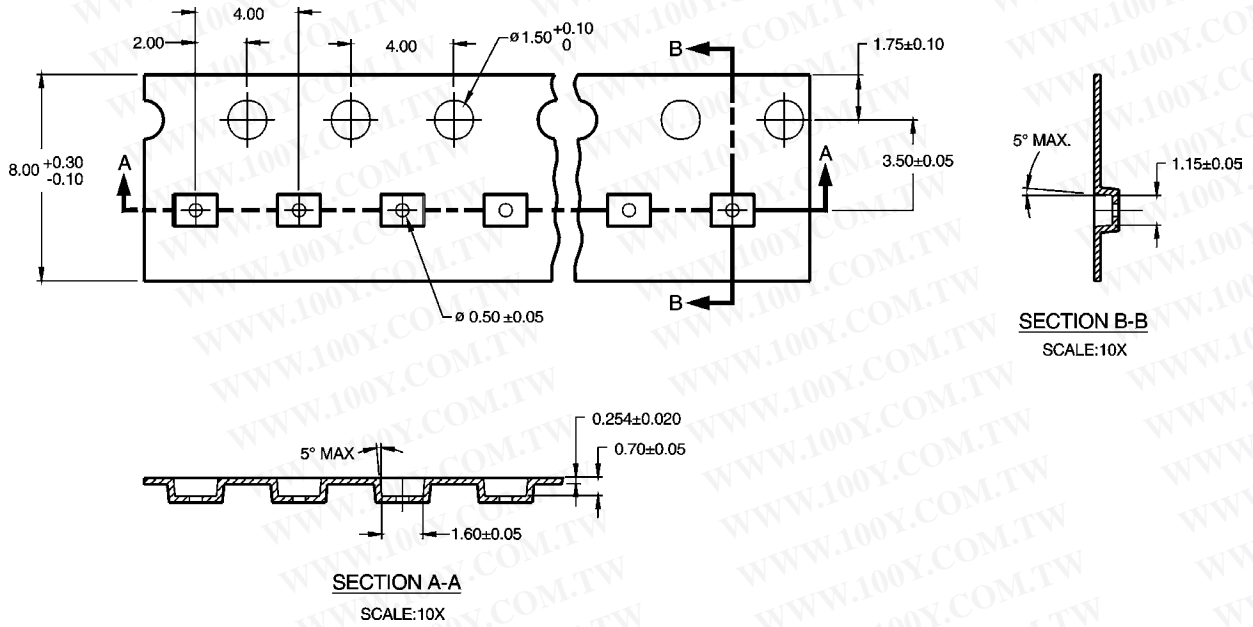 4.00
2.00
4.00
ø 1.50 +0.10
0
B
1.75±0.10
8.00 +0.30
-0.10
A
A
3.50±0.05
5° MAX.
1.15±0.05
B
ø 0.50 ±0.05
SECTION B-B
SCALE:10X
0.254±0.020
5° MAX
0.70±0.05
1.60±0.05
SECTION A-A
SCALE:10X
WWW.100Y.COM.TW